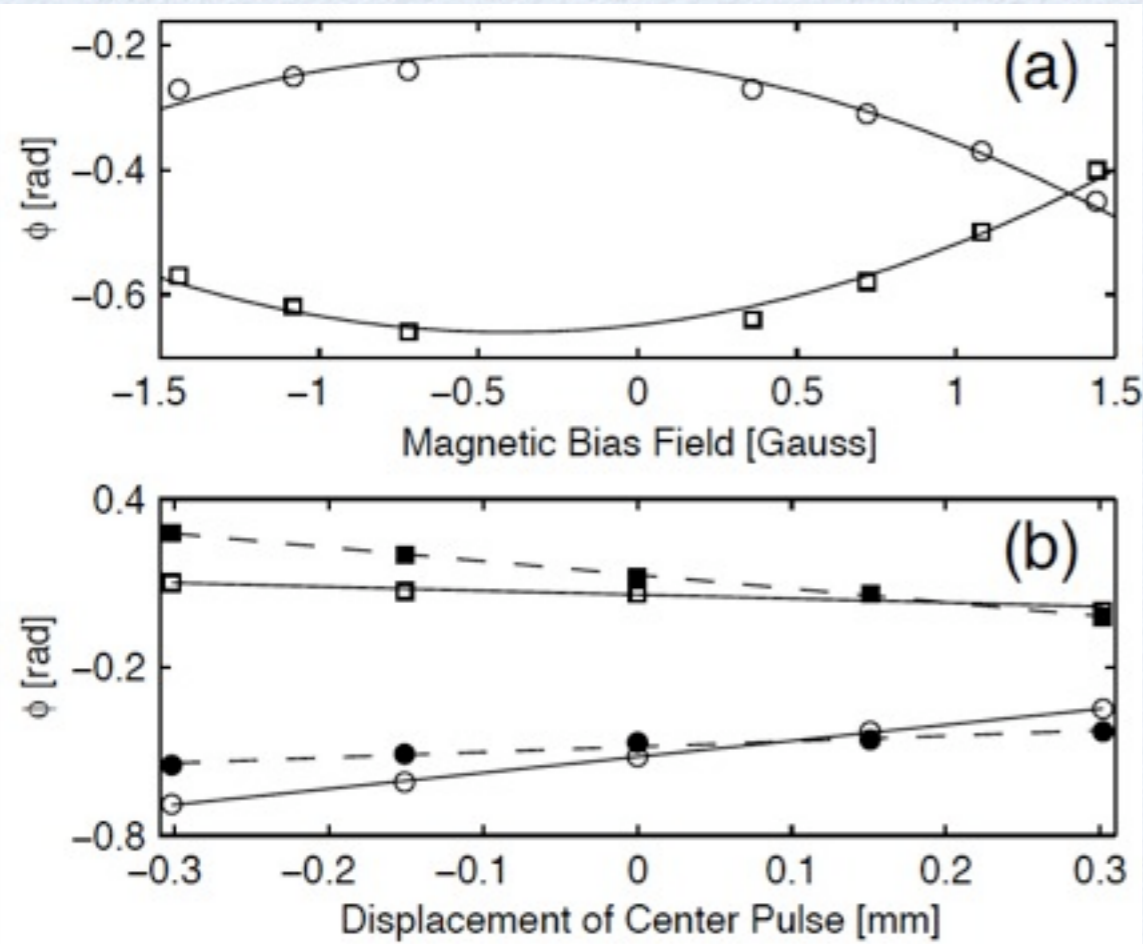 (a)
−0.2
−0.4
−0.6
ϕ [rad]
−1.5 −1 −0.5 0 0.5 1 1.5
Magnetic Bias Field [Gauss]
(b)
0.4
−0.2
−0.8
ϕ [rad]
−0.3 −0.2 −0.1 0 0.1 0.2 0.3
Displacement of Center Pulse [mm]